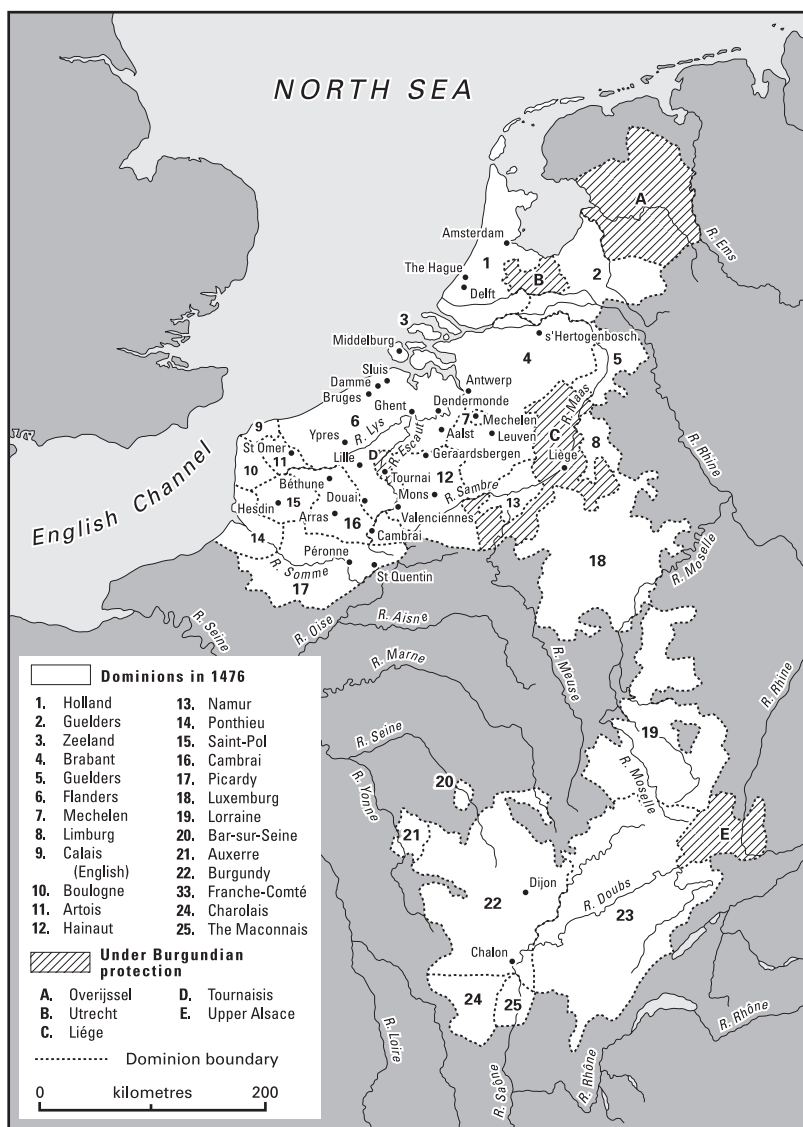 NORTH SEA
A
Amsterdam
R. Ems
1
The Hague
B
2
Delft
3
s'Hertogenbosch
Middelburg
4
5
Sluis
Damme
Antwerp
Bruges
Dendermonde
R. Maas
Ghent
7
Mechelen
6
R. Lys
9
Ypres
Aalst
Leuven
C
8
R. Rhine
St Omer
R. Escaut
11
Lille
D
Geraardsbergen
Liège
10
Tournai
12
English Channel
Béthune
Mons
R. Sambre
13
Hesdin
15
Douai
Arras
Valenciennes
16
14
Cambrai
Péronne
R. Somme
St Quentin
18
R. Moselle
17
R. Seine
R. Oise
R. Aisne
R. Marne
R. Meuse
R. Rhine
19
R. Seine
R. Moselle
20
R. Yonne
21
E
Dijon
R. Doubs
22
23
Chalon
24
25
R. Loire
R. Saône
R. Rhône
R. Rhône
Dominions in 1476
1. Holland
2. Guelders
3. Zeeland
4. Brabant
5. Guelders
6. Flanders
7. Mechelen
8. Limburg
9. Calais
(English)
10. Boulogne
11. Artois
12. Hainaut
13. Namur
14. Ponthieu
15. Saint-Pol
16. Cambrai
17. Picardy
18. Luxemburg
19. Lorraine
20. Bar-sur-Seine
21. Auxerre
22. Burgundy
33. Franche-Comté
24. Charolais
25. The Maconnais
Under Burgundian
protection
A. Overijssel
B. Utrecht
C. Liége
D. Tournaisis
E. Upper Alsace
Dominion boundary
0 kilometres 200